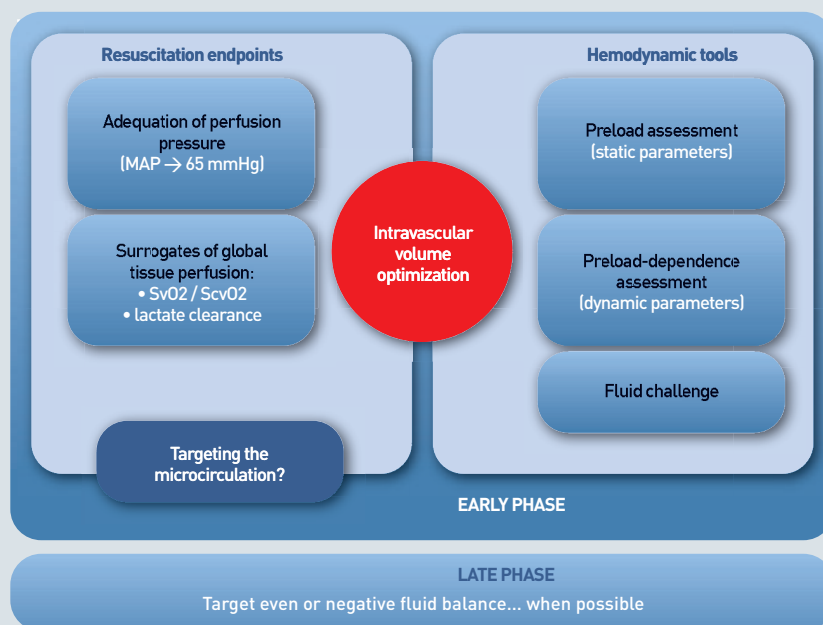 Resuscitation endpoints
Adequation of perfusion
pressure
(MAP → 65 mmHg)
Surrogates of global
tissue perfusion:
• SvO2 / ScvO2
• lactate clearance
Targeting the
microcirculation?
Intravascular
volume
optimization
Hemodynamic tools
Preload assessment
(static parameters)
Preload-dependence
assessment
(dynamic parameters)
Fluid challenge
EARLY PHASE
LATE PHASE
Target even or negative fluid balance... when possible